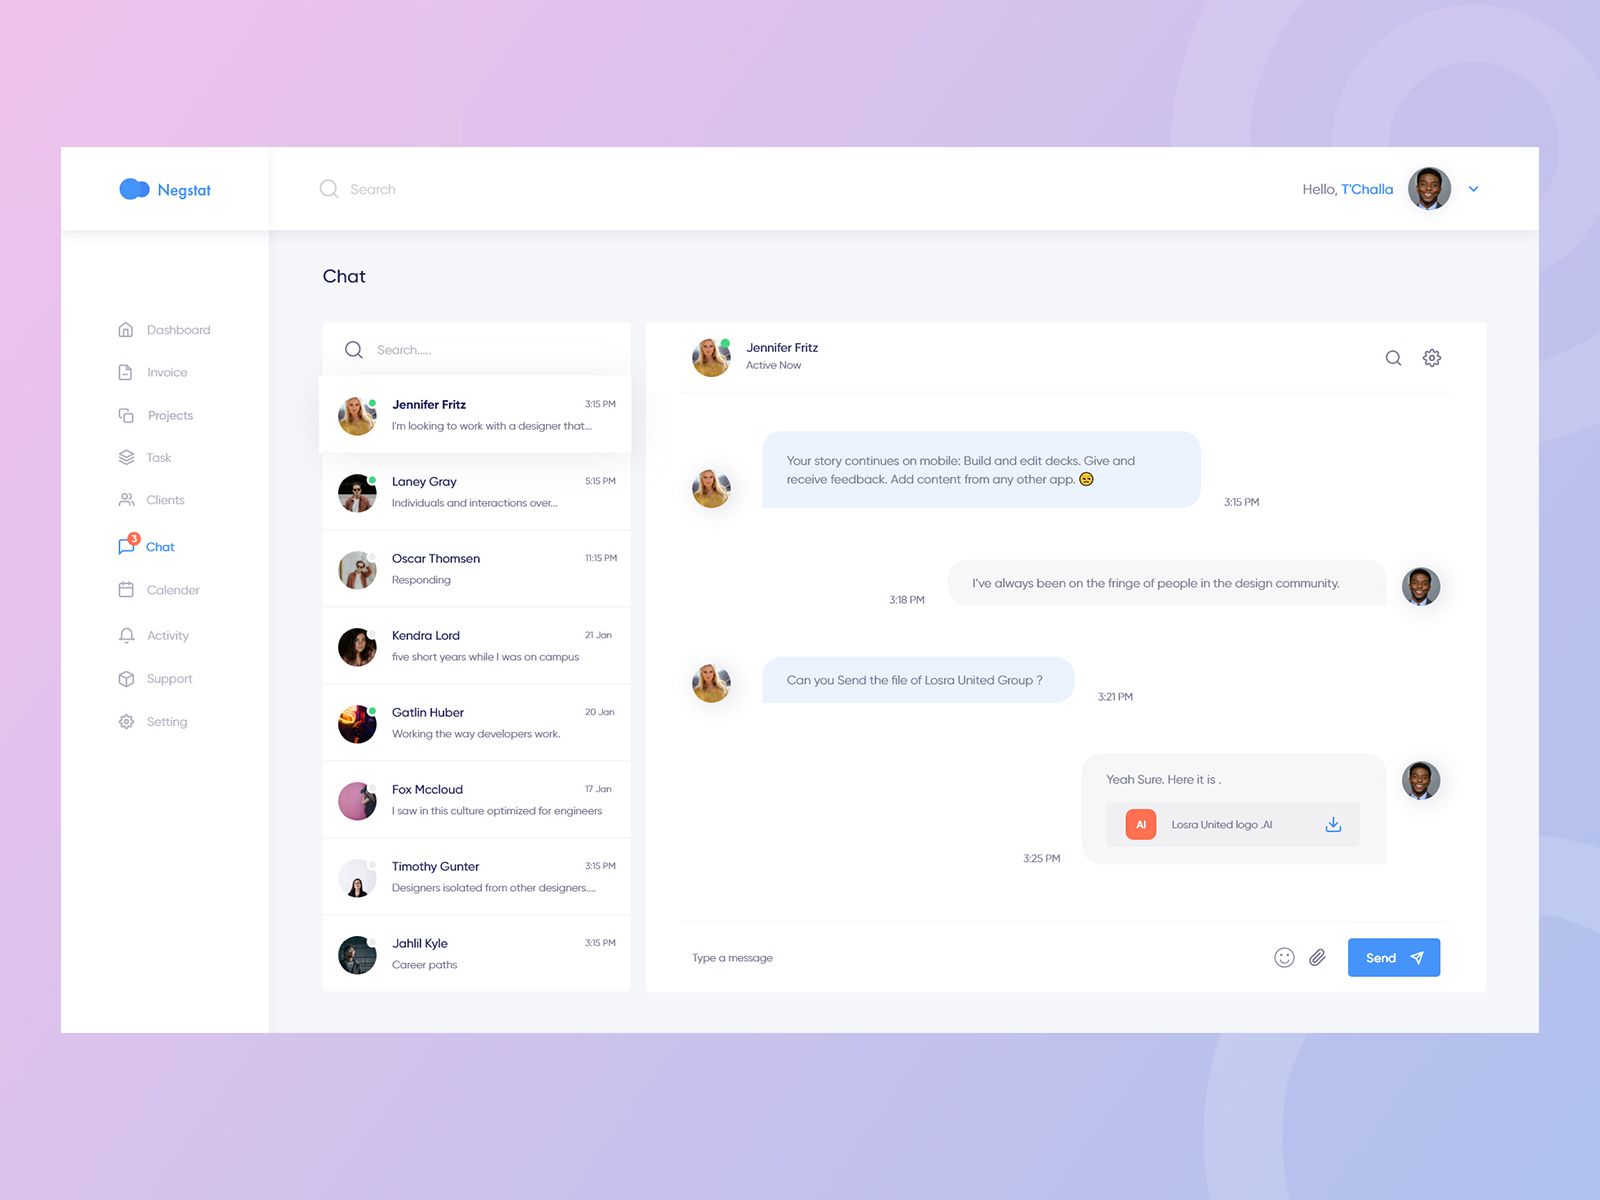 Negstat
Search
Hello, T'Challa
Chat
Dashboard
Invoice
Projects
Task
Clients
3
Chat
Calender
Activity
Support
Setting
Search.....
Jennifer Fritz
3:15 PM
I'm looking to work with a designer that...
Laney Gray
5:15 PM
Individuals and interactions over...
Oscar Thomsen
11:15 PM
Responding
Kendra Lord
21 Jan
five short years while I was on campus
Gatlin Huber
20 Jan
Working the way developers work.
Fox Mccloud
17 Jan
I saw in this culture optimized for engineers
Timothy Gunter
3:15 PM
Designers isolated from other designers....
Jahlil Kyle
3:15 PM
Career paths
Jennifer Fritz
Active Now
Your story continues on mobile: Build and edit decks. Give and
receive feedback. Add content from any other app. 😒
3:15 PM
I've always been on the fringe of people in the design community.
3:18 PM
Can you Send the file of Losra United Group ?
3:21 PM
Yeah Sure. Here it is .
AI
Losra United logo .AI
3:25 PM
Type a message
Send